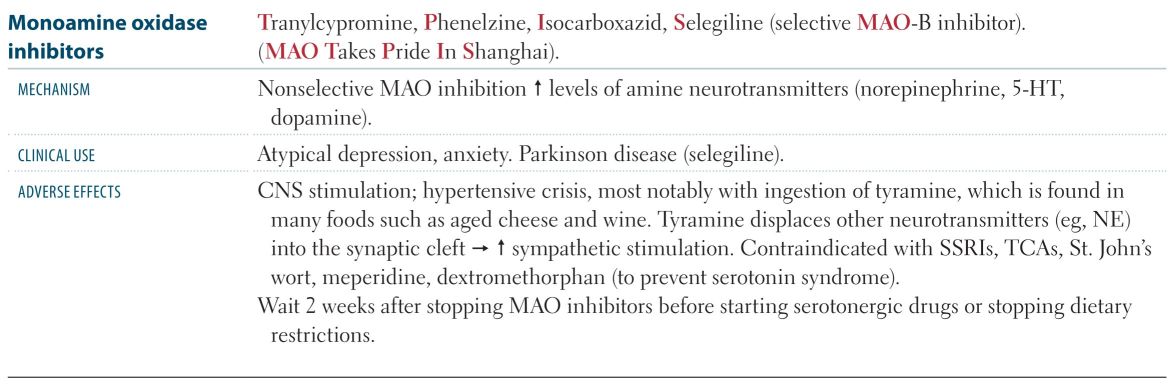 Monoamine oxidase inhibitors
Tranylcypromine, Phenelzine, Isocarboxazid, Selegiline (selective MAO-B inhibitor).
(MAO Takes Pride In Shanghai).
MECHANISM
Nonselective MAO inhibition ↑ levels of amine neurotransmitters (norepinephrine, 5-HT,
dopamine).
CLINICAL USE
Atypical depression, anxiety. Parkinson disease (selegiline).
ADVERSE EFFECTS
CNS stimulation; hypertensive crisis, most notably with ingestion of tyramine, which is found in
many foods such as aged cheese and wine. Tyramine displaces other neurotransmitters (eg, NE)
into the synaptic cleft → ↑ sympathetic stimulation. Contraindicated with SSRIs, TCAs, St. John's
wort, meperidine, dextromethorphan (to prevent serotonin syndrome).
Wait 2 weeks after stopping MAO inhibitors before starting serotonergic drugs or stopping dietary
restrictions.